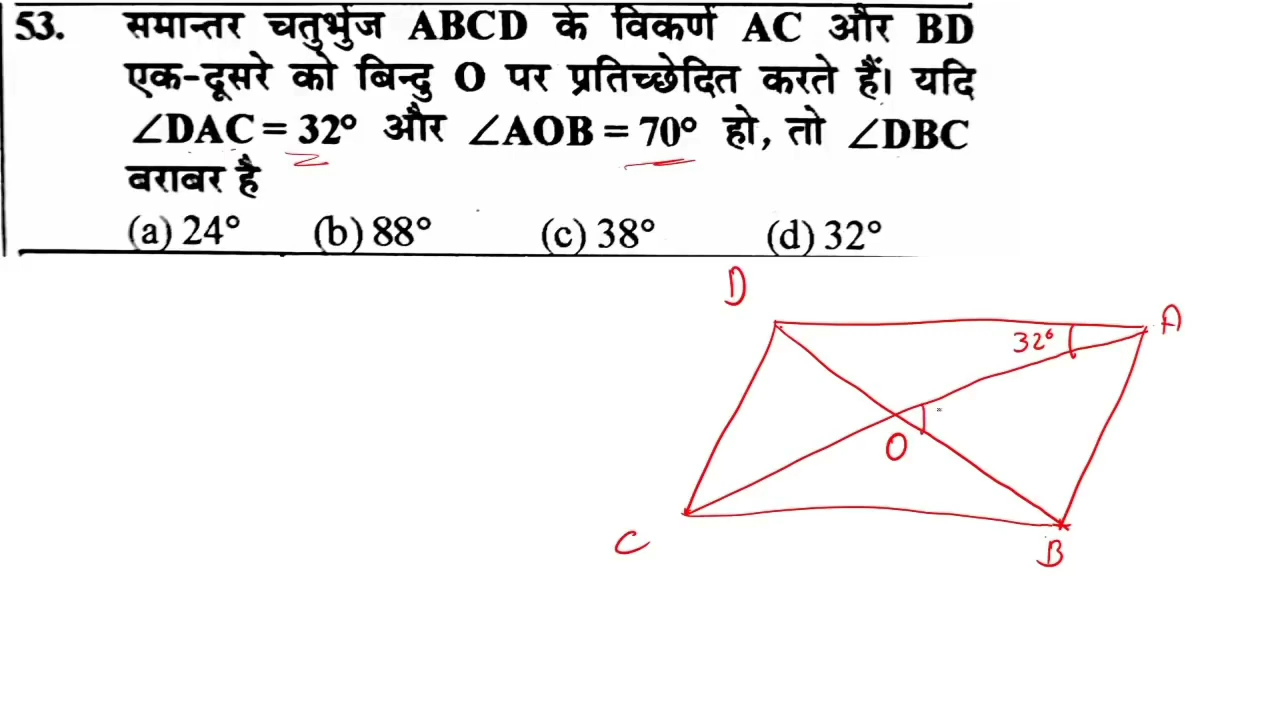 53. समान्तर चतुर्भुज ABCD के विकर्ण AC और BD
एक-दूसरे को बिन्दु O पर प्रतिच्छेदित करते हैं। यदि
∠DAC = 32° और ∠AOB = 70° हो, तो ∠DBC
बराबर है
(a) 24° (b) 88° (c) 38° (d) 32°
D
A
32°
O
C
B